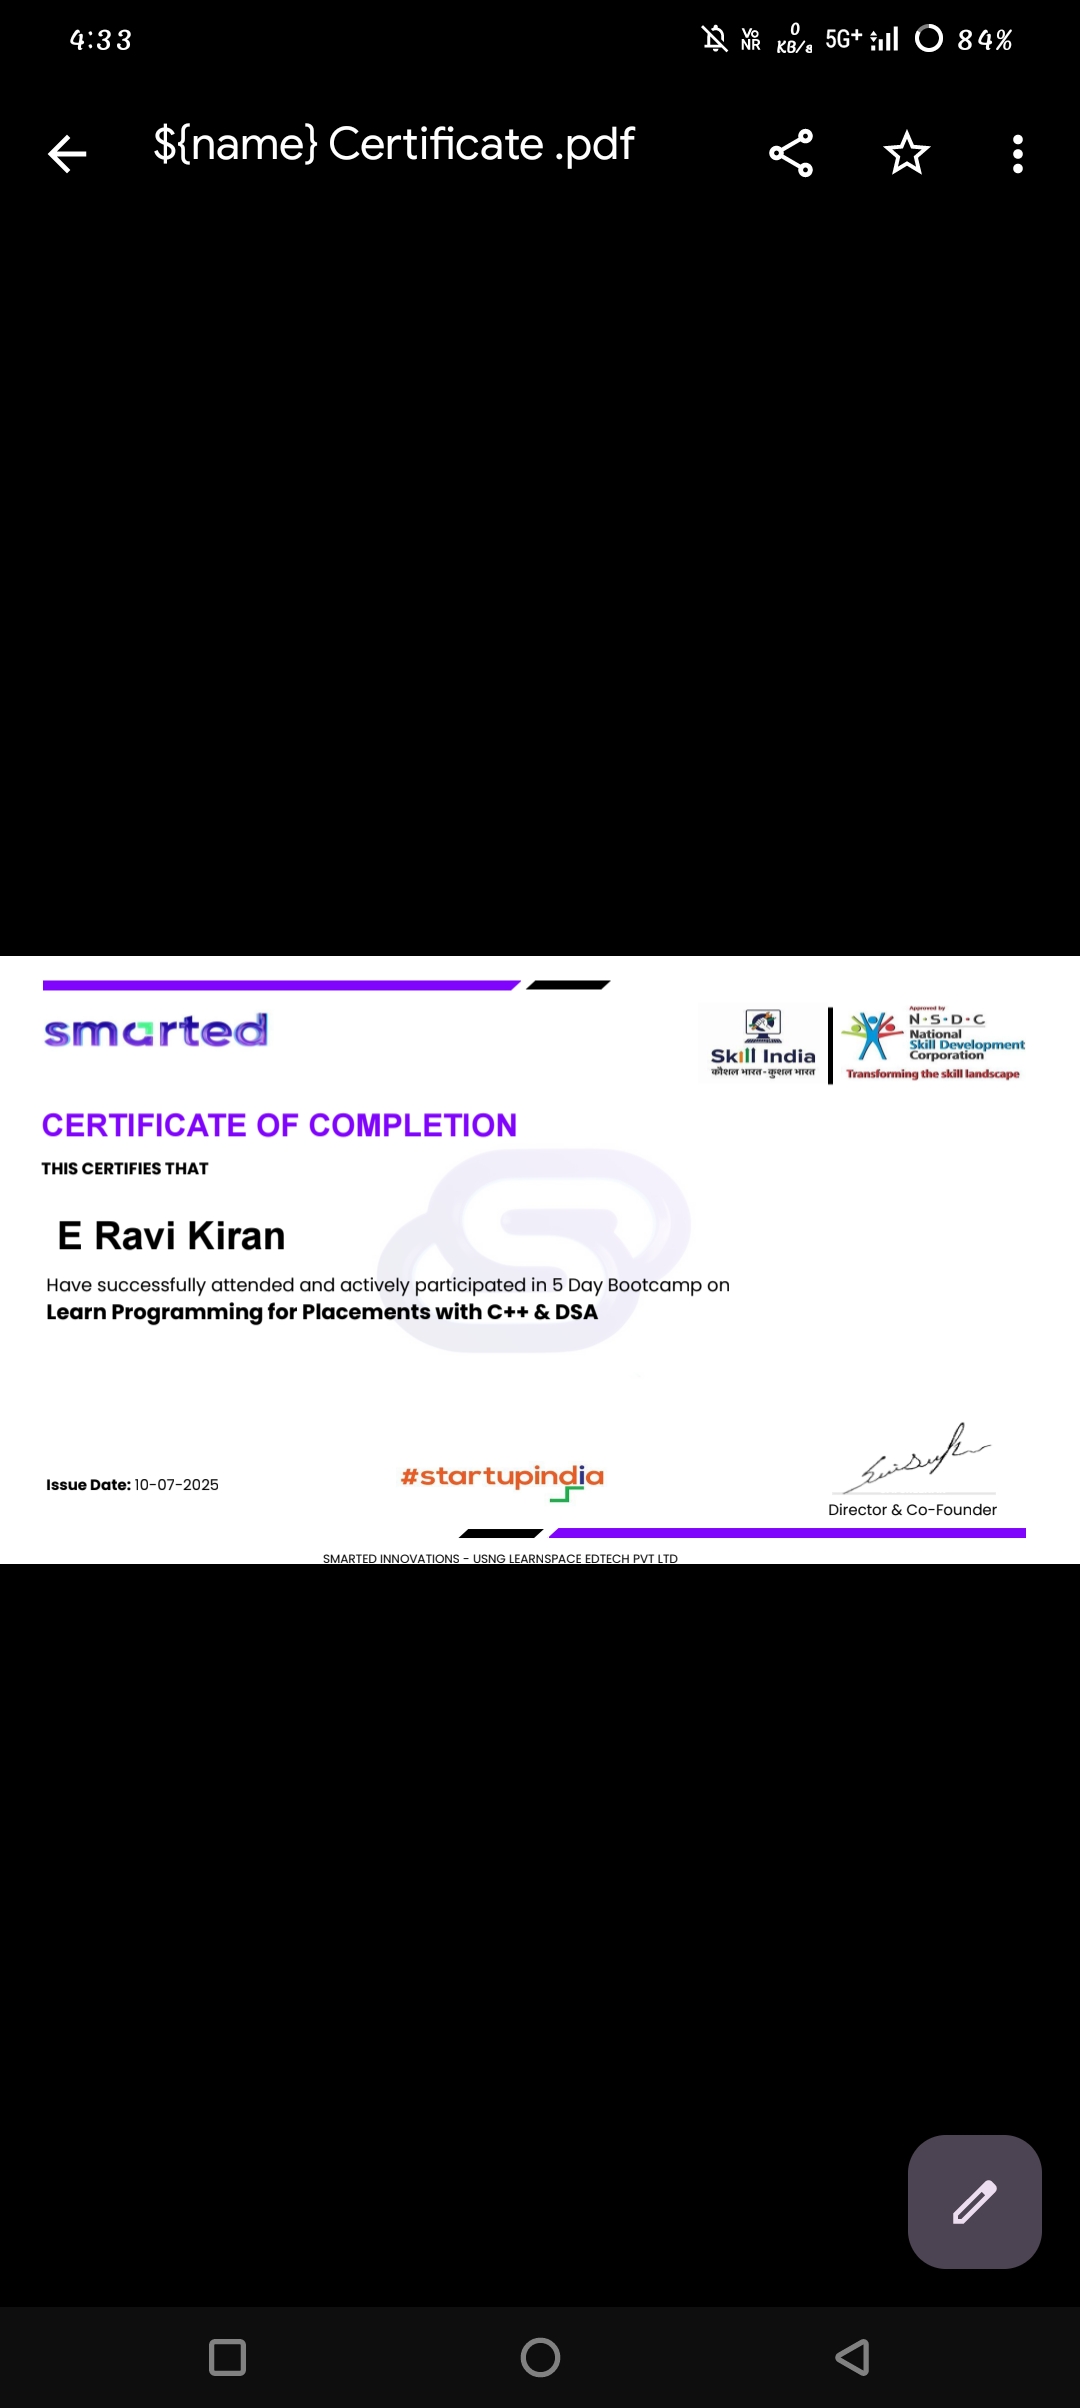 4:33
Vo NR
0 KB/s
5G+
84%
${name} Certificate .pdf
smarted
Skill India
कौशल भारत-कुशल भारत
Approved by
N·S·D·C
National
Skill Development
Corporation
Transforming the skill landscape
CERTIFICATE OF COMPLETION
THIS CERTIFIES THAT
E Ravi Kiran
Have successfully attended and actively participated in 5 Day Bootcamp on
Learn Programming for Placements with C++ & DSA
Issue Date: 10-07-2025
#startupindia
Director & Co-Founder
SMARTED INNOVATIONS - USNG LEARNSPACE EDTECH PVT LTD